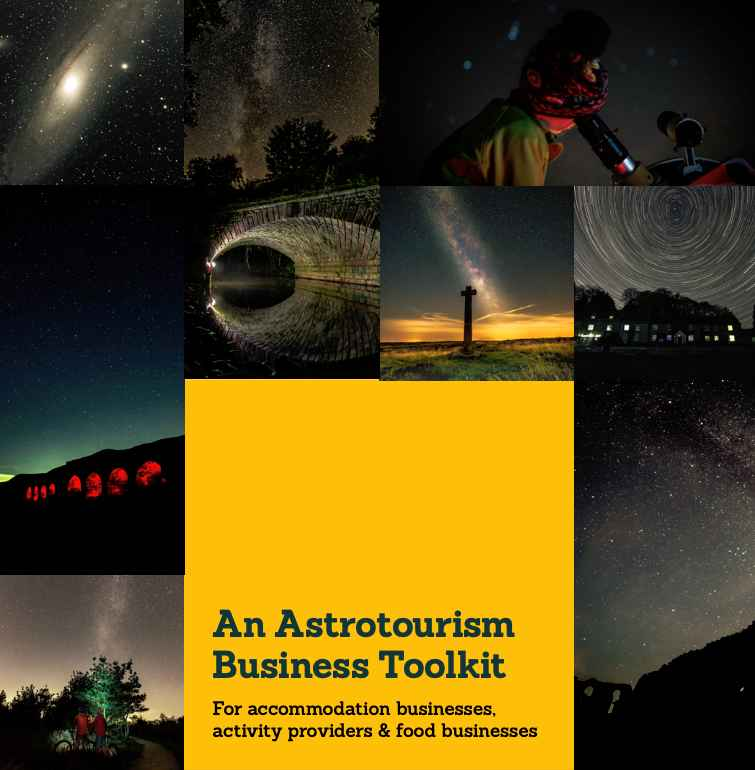 An Astrotourism
Business Toolkit
For accommodation businesses,
activity providers & food businesses